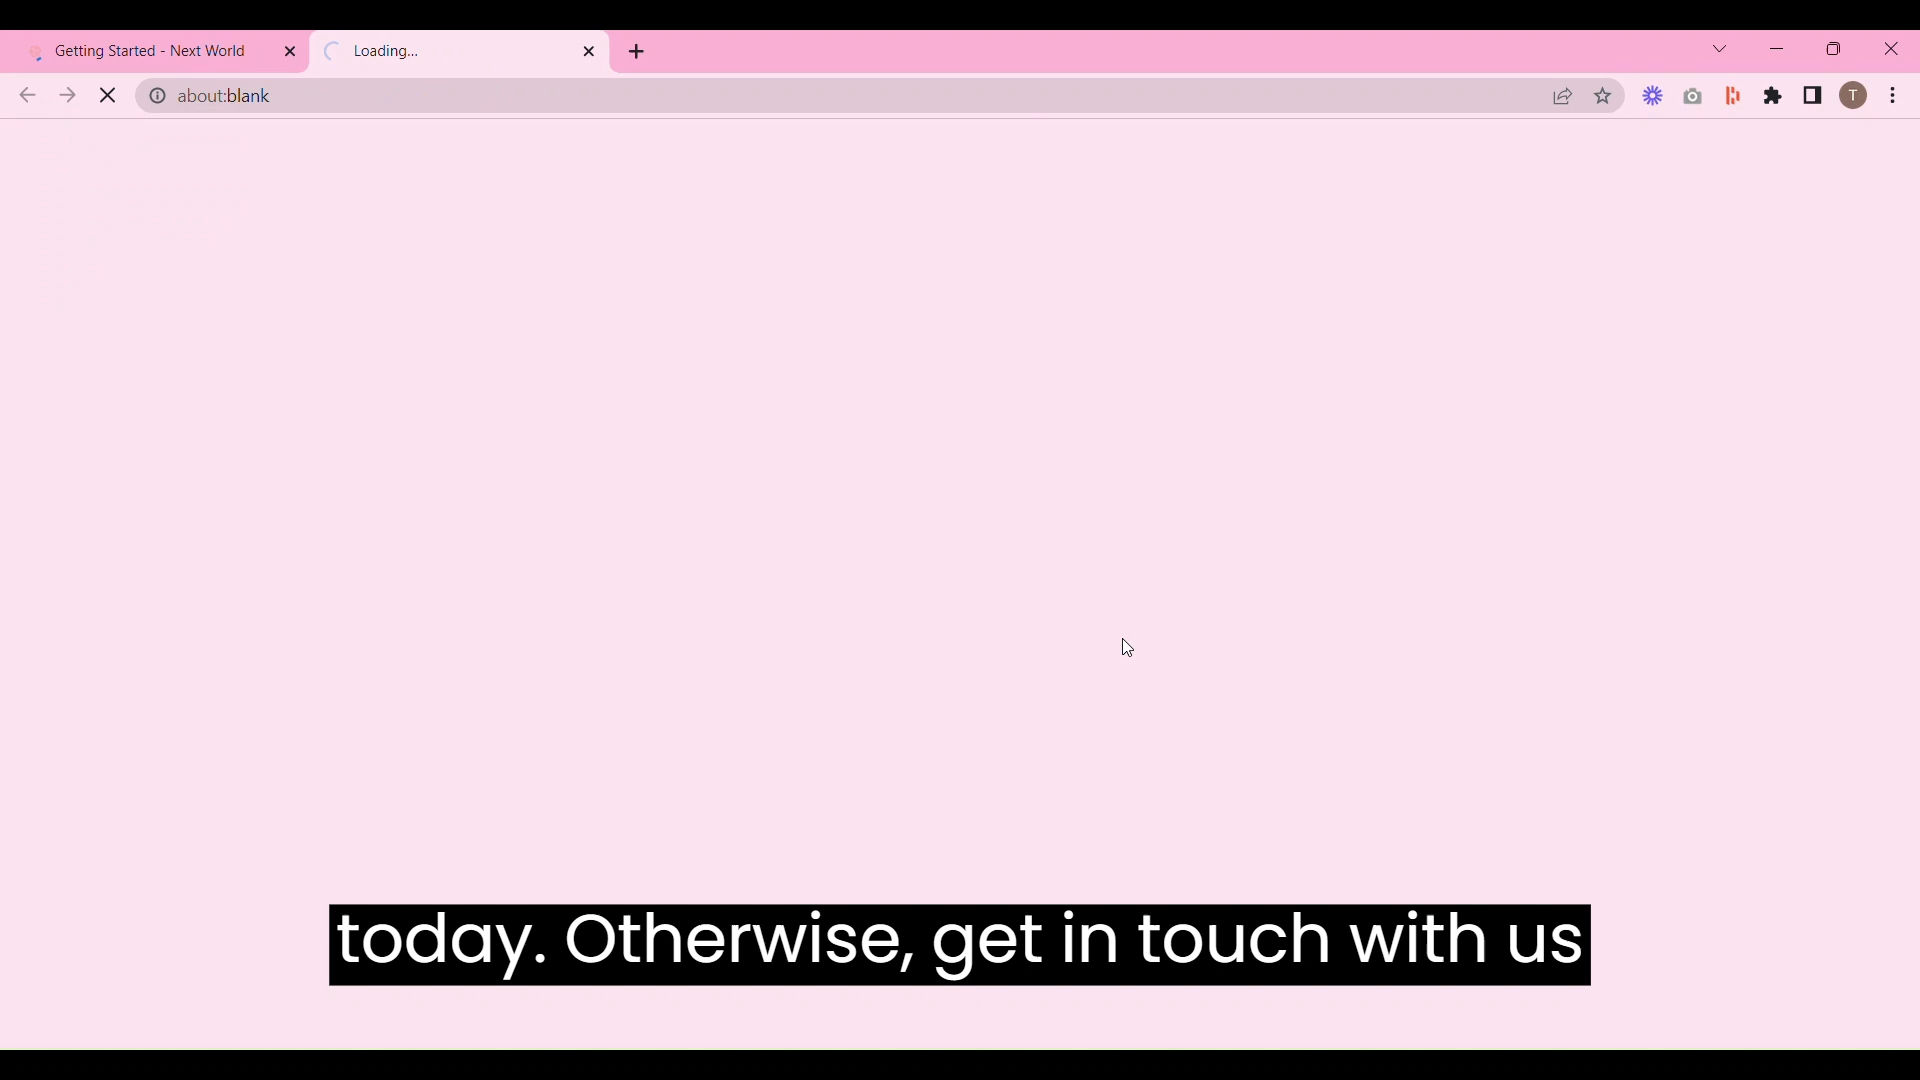 Getting Started - Next World
Loading...
about:blank
T
today. Otherwise, get in touch with us